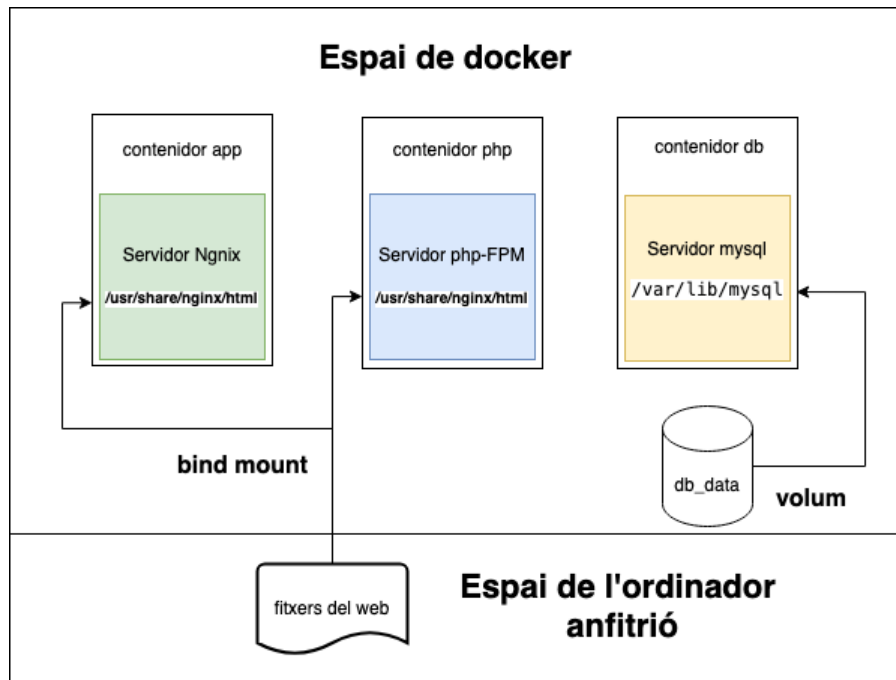 Espai de docker
contenidor app
contenidor php
contenidor db
Servidor Ngnix
/usr/share/nginx/html
Servidor php-FPM
/usr/share/nginx/html
Servidor mysql
/var/lib/mysql
bind mount
db_data
volum
fitxers del web
Espai de l'ordinador
anfitrió